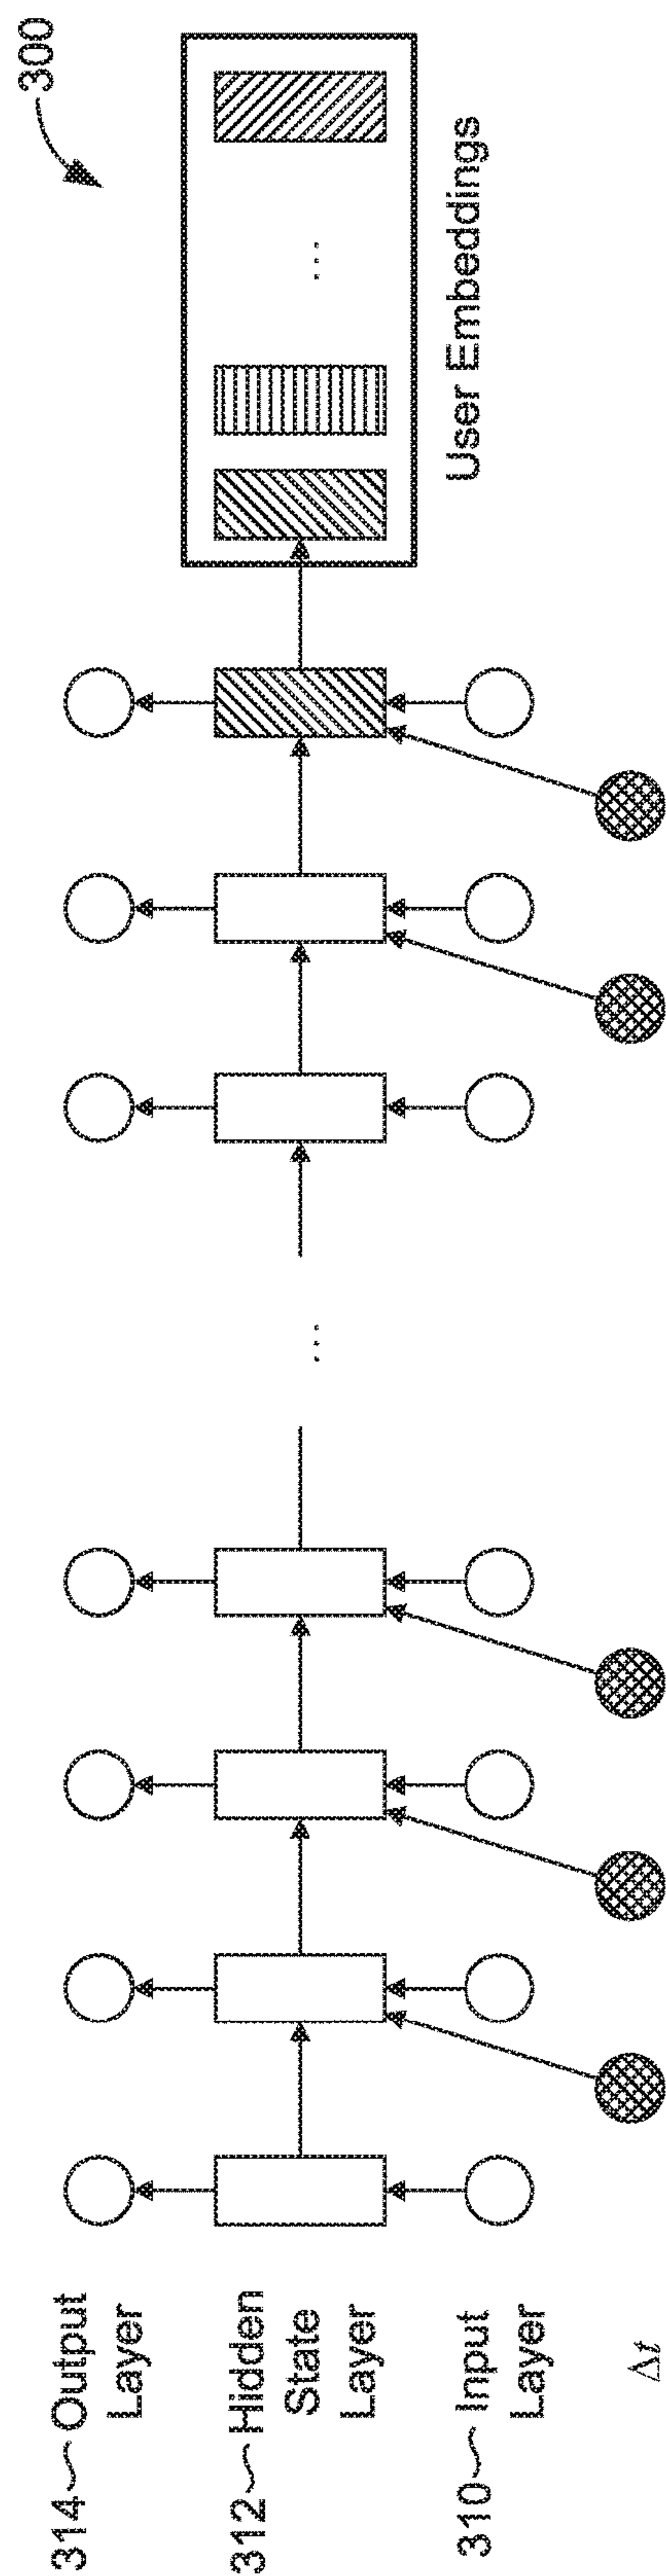 300
314 Output
Layer
312 Hidden
State
Layer
310 Input
Layer
Δt
...
...
User Embeddings